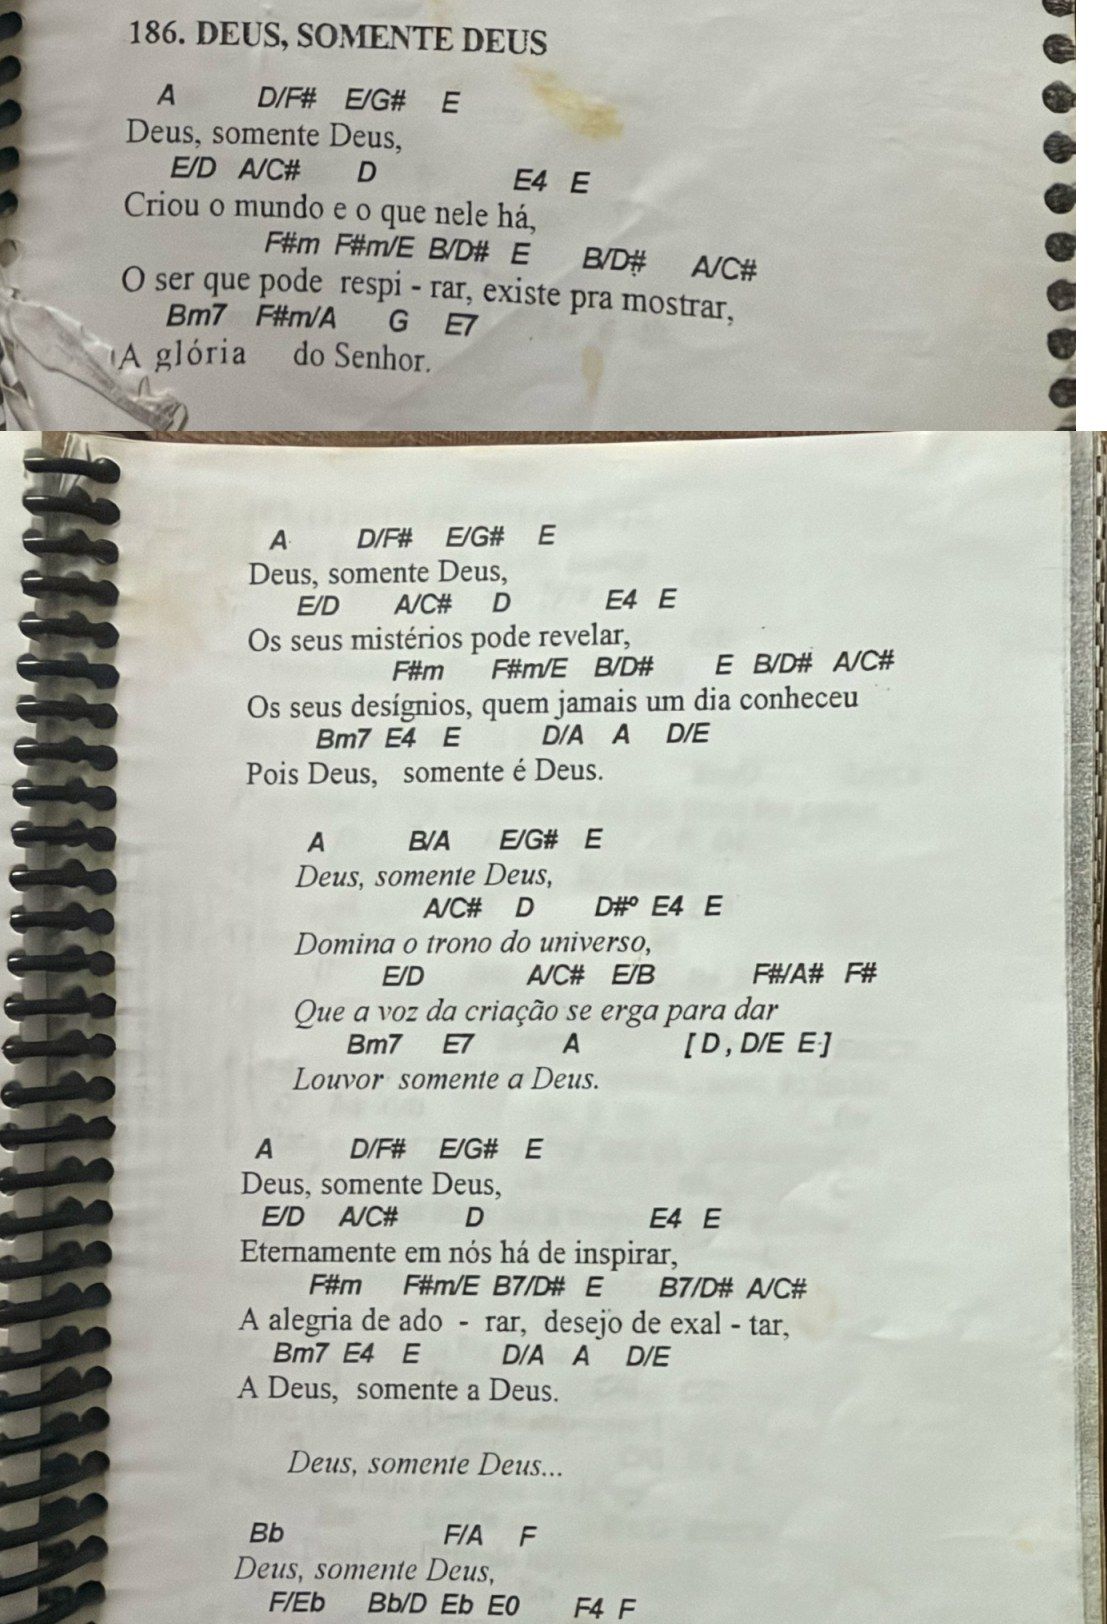 186. DEUS, SOMENTE DEUS
A D/F# E/G# E
Deus, somente Deus,
E/D A/C# D E4 E
Criou o mundo e o que nele há,
F#m F#m/E B/D# E B/D# A/C#
O ser que pode respi - rar, existe pra mostrar,
Bm7 F#m/A G E7
A glória do Senhor.
A D/F# E/G# E
Deus, somente Deus,
E/D A/C# D E4 E
Os seus mistérios pode revelar,
F#m F#m/E B/D# E B/D# A/C#
Os seus desígnios, quem jamais um dia conheceu
Bm7 E4 E D/A A D/E
Pois Deus, somente é Deus.
A B/A E/G# E
Deus, somente Deus,
A/C# D D#º E4 E
Domina o trono do universo,
E/D A/C# E/B F#/A# F#
Que a voz da criação se erga para dar
Bm7 E7 A [ D , D/E E ]
Louvor somente a Deus.
A D/F# E/G# E
Deus, somente Deus,
E/D A/C# D E4 E
Eternamente em nós há de inspirar,
F#m F#m/E B7/D# E B7/D# A/C#
A alegria de ado - rar, desejo de exal - tar,
Bm7 E4 E D/A A D/E
A Deus, somente a Deus.
Deus, somente Deus...
Bb F/A F
Deus, somente Deus,
F/Eb Bb/D Eb E0 F4 F